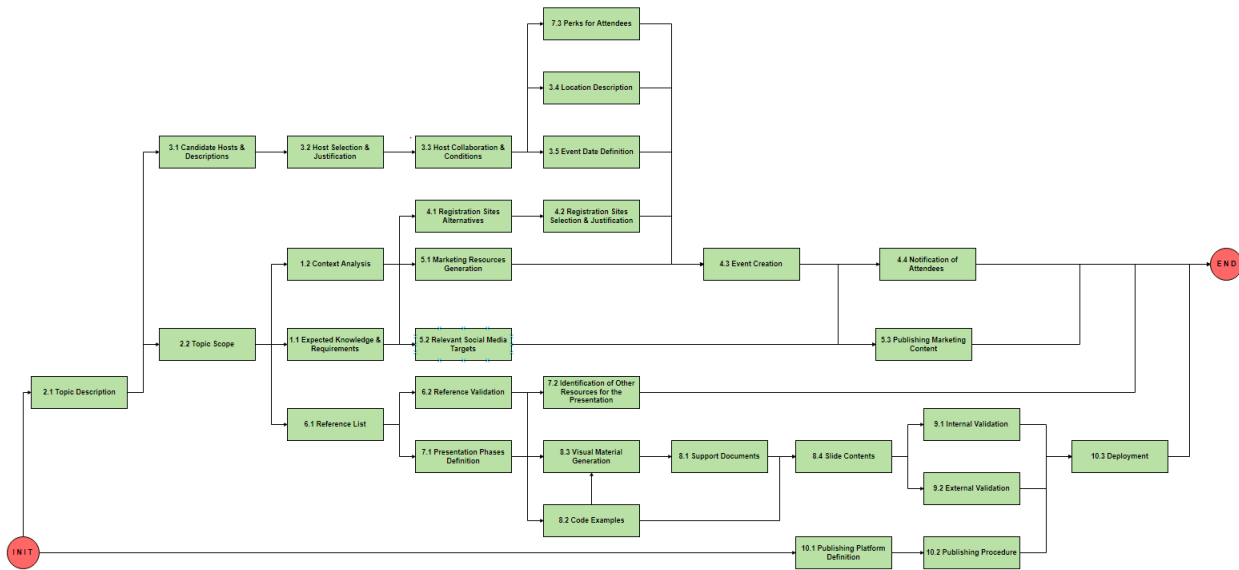 7.3 Perks for Attendees
3.4 Location Description
3.1 Candidate Hosts &
Descriptions
3.2 Host Selection &
Justification
3.3 Host Collaboration &
Conditions
3.5 Event Date Definition
4.1 Registration Sites
Alternatives
4.2 Registration Sites
Selection & Justification
1.2 Context Analysis
5.1 Marketing Resources
Generation
4.3 Event Creation
4.4 Notification of
Attendees
E N D
2.2 Topic Scope
1.1 Expected Knowledge &
Requirements
5.2 Relevant Social Media
Targets
5.3 Publishing Marketing
Content
2.1 Topic Description
6.2 Reference Validation
7.2 Identification of Other
Resources for the
Presentation
6.1 Reference List
9.1 Internal Validation
7.1 Presentation Phases
Definition
8.3 Visual Material
Generation
8.1 Support Documents
8.4 Slide Contents
10.3 Deployment
9.2 External Validation
8.2 Code Examples
I N I T
10.1 Publishing Platform
Definition
10.2 Publishing Procedure